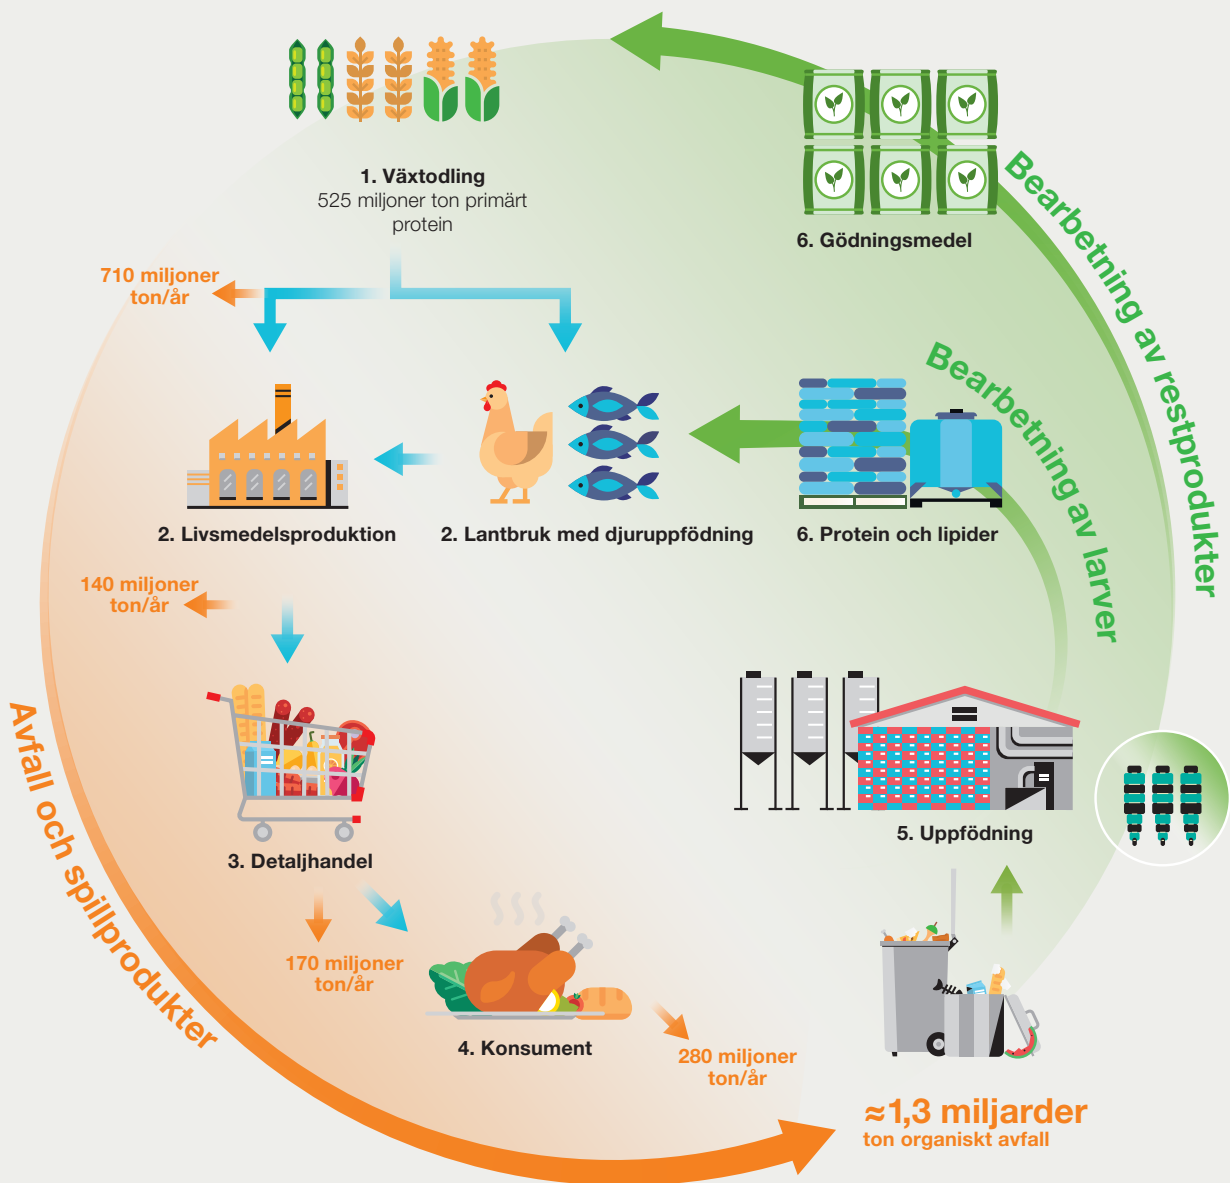 1. Växtodling
525 miljoner ton primärt
protein
6. Gödningsmedel
Bearbetning av restprodukter
710 miljoner
ton/år
Bearbetning av larver
2. Livsmedelsproduktion
2. Lantbruk med djuruppfödning
6. Protein och lipider
140 miljoner
ton/år
Avfall och spillprodukter
3. Detaljhandel
5. Uppfödning
170 miljoner
ton/år
4. Konsument
280 miljoner
ton/år
≈1,3 miljarder
ton organiskt avfall